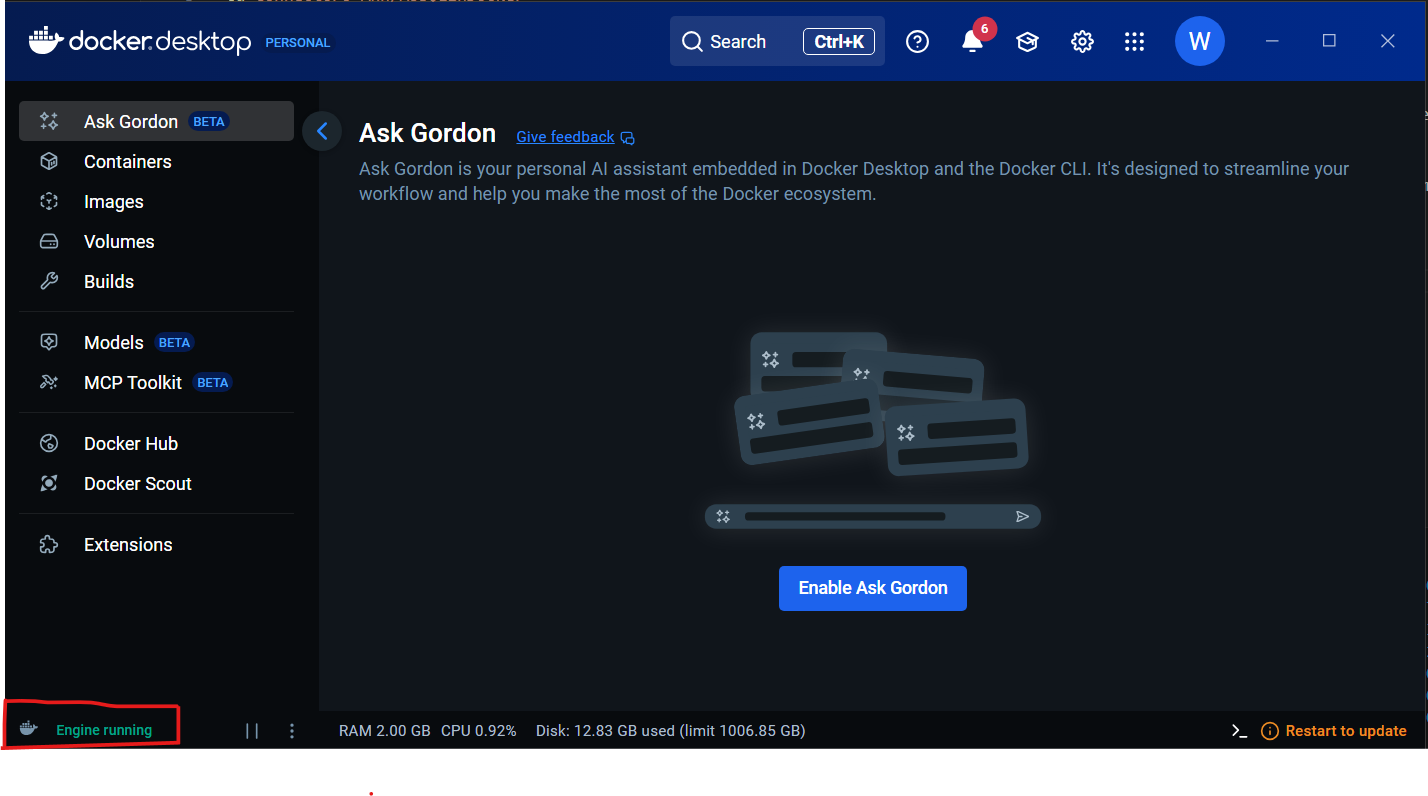 docker.desktop PERSONAL
Search Ctrl+K
6
W
Ask Gordon BETA
Containers
Images
Volumes
Builds
Models BETA
MCP Toolkit BETA
Docker Hub
Docker Scout
Extensions
Ask Gordon Give feedback
Ask Gordon is your personal AI assistant embedded in Docker Desktop and the Docker CLI. It's designed to streamline your
workflow and help you make the most of the Docker ecosystem.
Enable Ask Gordon
Engine running
RAM 2.00 GB CPU 0.92% Disk: 12.83 GB used (limit 1006.85 GB)
Restart to update